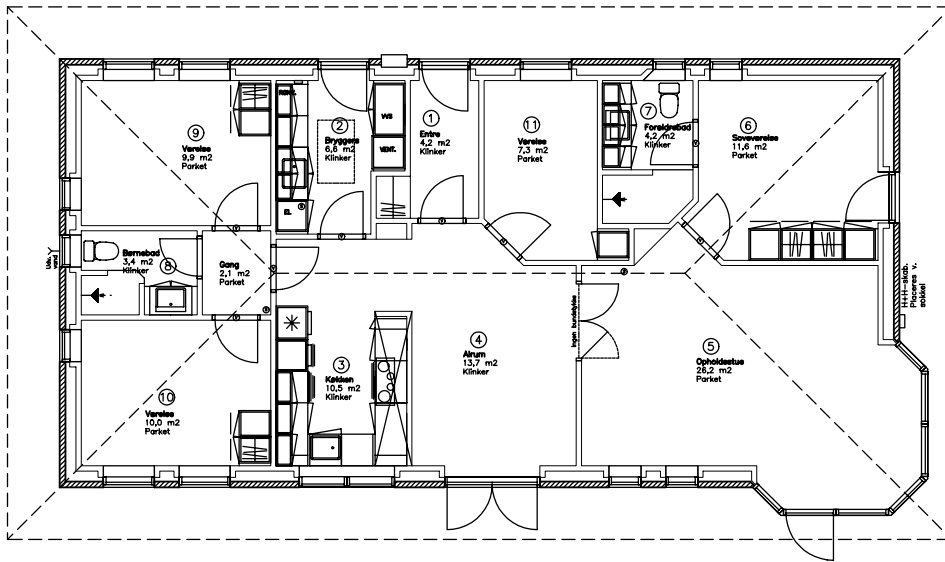 9
Værelse
9,9 m2
Parket
2
Bryggers
6,6 m2
Klinker
VVS
VENT.
EL.
1
Entre
4,2 m2
Klinker
11
Værelse
7,3 m2
Parket
7
Forældrebad
4,2 m2
Klinker
6
Soveværelse
11,6 m2
Parket
Udv.
vand
Børnebad
3,4 m2
Klinker
8
Gang
2,1 m2
Parket
10
Værelse
10,0 m2
Parket
3
Køkken
10,5 m2
Klinker
4
Alrum
13,7 m2
Klinker
Ingen bundstykke
5
Opholdsstue
26,2 m2
Parket
H+H-skab.
Placeres v.
sokkel